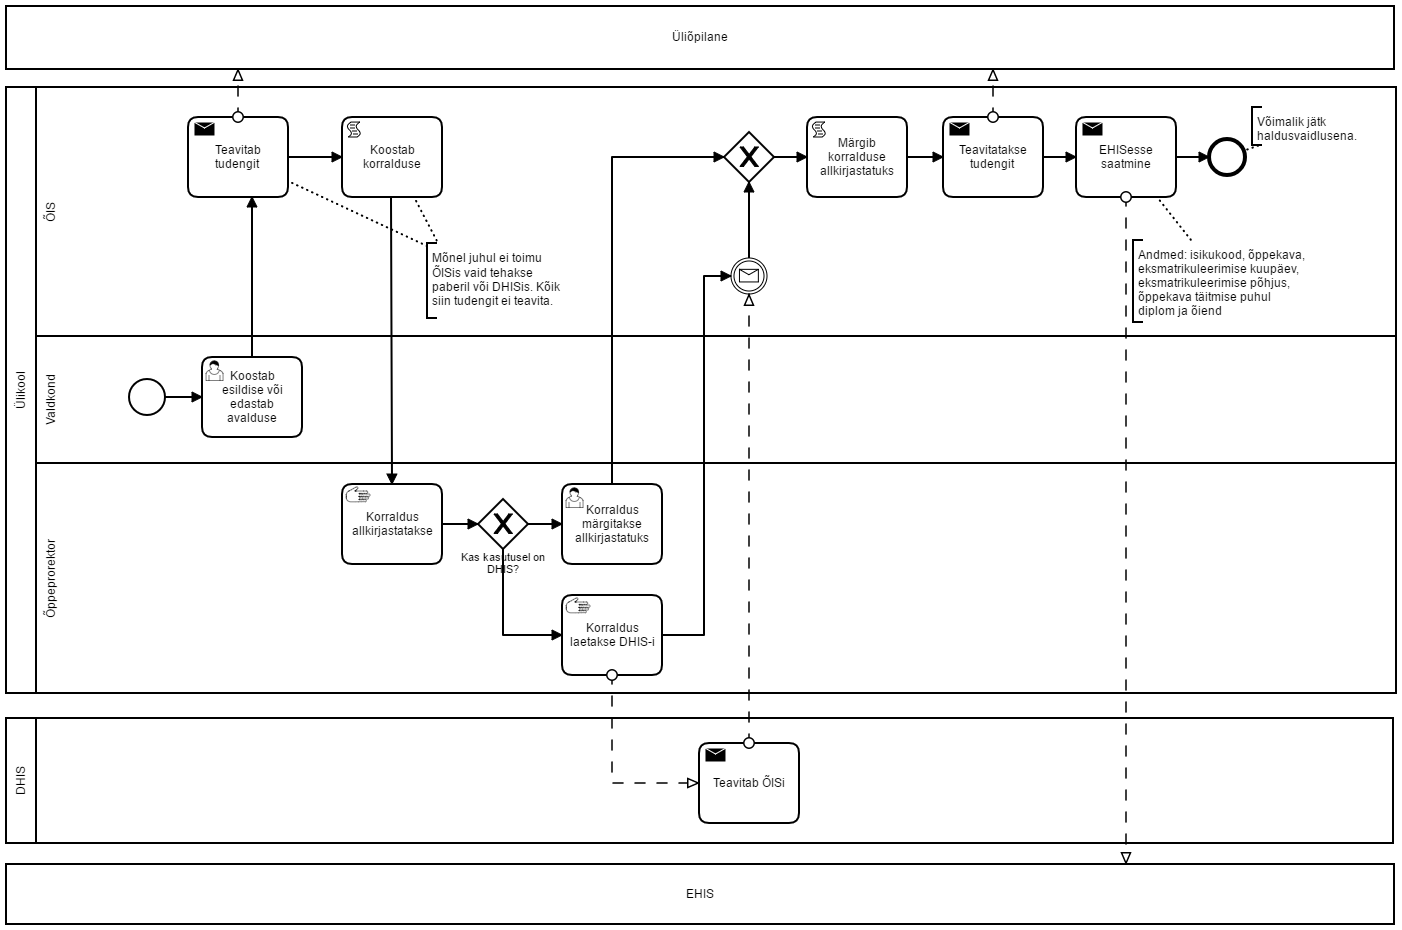 Üliõpilane
Ülikool
ÕIS
Teavitab
tudengit
Koostab
korralduse
Mõnel juhul ei toimu
ÕISis vaid tehakse
paberil või DHISis. Kõik
siin tudengit ei teavita.
X
Märgib
korralduse
allkirjastatuks
Teavitatakse
tudengit
EHISesse
saatmine
Võimalik jätk
haldusvaidlusena.
Andmed: isikukood, õppekava,
eksmatrikuleerimise kuupäev,
eksmatrikuleerimise põhjus,
õppekava täitmise puhul
diplom ja õiend
Valdkond
Koostab
esildise või
edastab
avalduse
Õppeprorektor
Korraldus
allkirjastatakse
X
Kas kasutusel on
DHIS?
Korraldus
märgitakse
allkirjastatuks
Korraldus
laetakse DHIS-i
DHIS
Teavitab ÕISi
EHIS